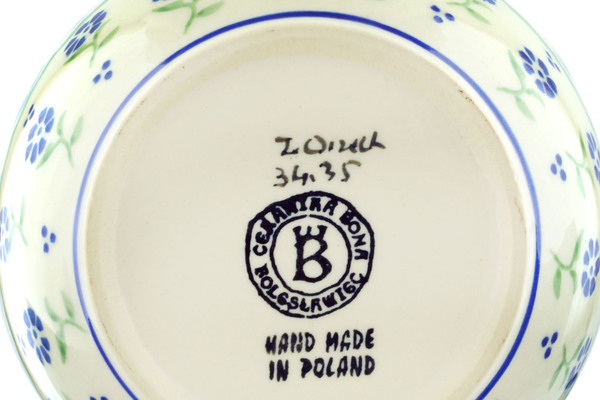 34.35
CERAMIKA BONA
B
BOLESŁAWIEC
HAND MADE
IN POLAND